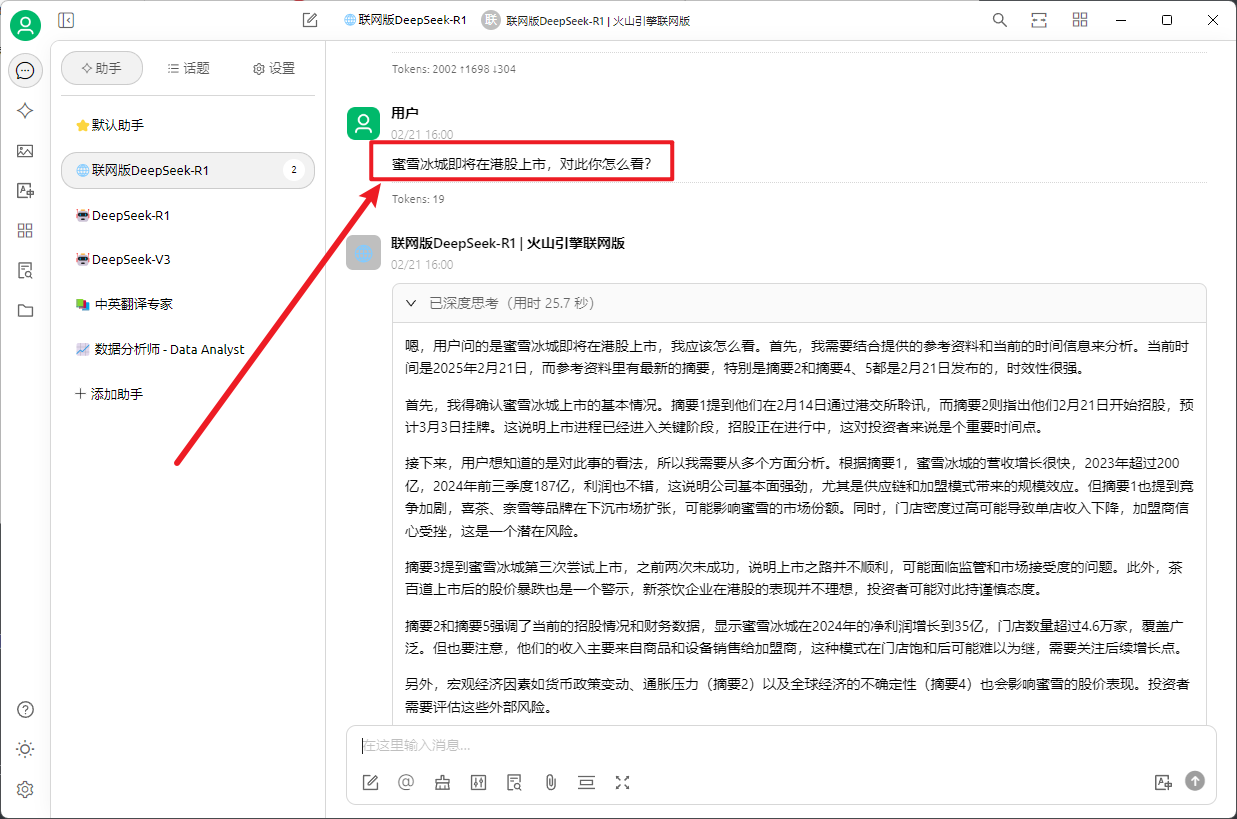 联网版DeepSeek-R1 联 联网版DeepSeek-R1 | 火山引擎联网版
助手 话题 设置
默认助手
联网版DeepSeek-R1 2
DeepSeek-R1
DeepSeek-V3
中英翻译专家
数据分析师 - Data Analyst
添加助手
Tokens: 2002 ↑1698 ↓304
用户
02/21 16:00
蜜雪冰城即将在港股上市，对此你怎么看？
Tokens: 19
联网版DeepSeek-R1 | 火山引擎联网版
02/21 16:00
已深度思考（用时 25.7 秒）
嗯，用户问的是蜜雪冰城即将在港股上市，我应该怎么看。首先，我需要结合提供的参考资料和当前的时间信息来分析。当前时
间是2025年2月21日，而参考资料里有最新的摘要，特别是摘要2和摘要4、5都是2月21日发布的，时效性很强。
首先，我得确认蜜雪冰城上市的基本情况。摘要1提到他们在2月14日通过港交所聆讯，而摘要2则指出他们2月21日开始招股，预
计3月3日挂牌。这说明上市进程已经进入关键阶段，招股正在进行中，这对投资者来说是个重要时间点。
接下来，用户想知道的是对此事的看法，所以我需要从多个方面分析。根据摘要1，蜜雪冰城的营收增长很快，2023年超过200
亿，2024年前三季度187亿，利润也不错，这说明公司基本面强劲，尤其是供应链和加盟模式带来的规模效应。但摘要1也提到竞
争加剧，喜茶、奈雪等品牌在下沉市场扩张，可能影响蜜雪的市场份额。同时，门店密度过高可能导致单店收入下降，加盟商信
心受挫，这是一个潜在风险。
摘要3提到蜜雪冰城第三次尝试上市，之前两次未成功，说明上市之路并不顺利，可能面临监管和市场接受度的问题。此外，茶
百道上市后的股价暴跌也是一个警示，新茶饮企业在港股的表现并不理想，投资者可能对此持谨慎态度。
摘要2和摘要5强调了当前的招股情况和财务数据，显示蜜雪冰城在2024年的净利润增长到35亿，门店数量超过4.6万家，覆盖广
泛。但也要注意，他们的收入主要来自商品和设备销售给加盟商，这种模式在门店饱和后可能难以为继，需要关注后续增长点。
另外，宏观经济因素如货币政策变动、通胀压力（摘要2）以及全球经济的不确定性（摘要4）也会影响蜜雪的股价表现。投资者
需要评估这些外部风险。
在这里输入消息...